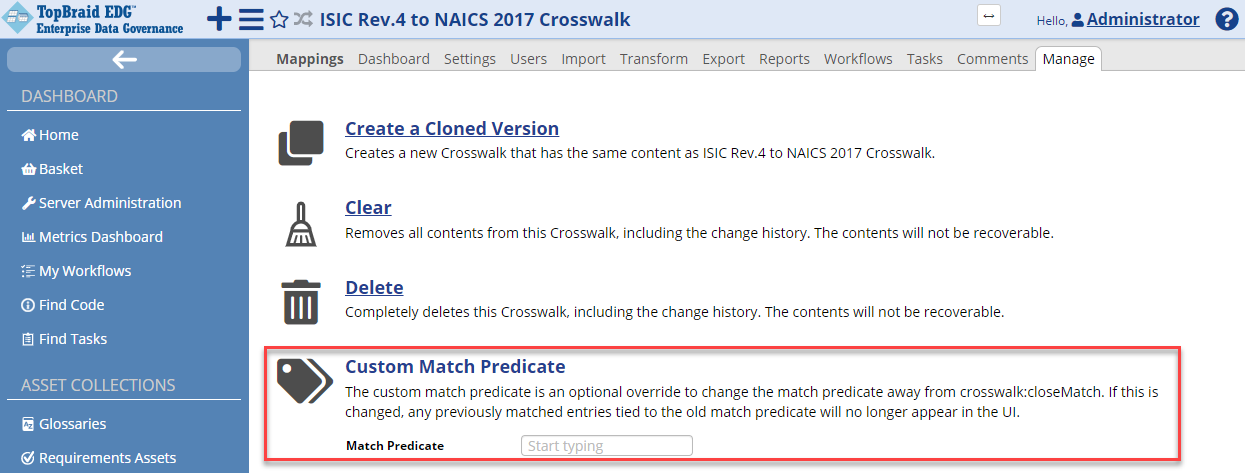 TopBraid EDG™
Enterprise Data Governance
ISIC Rev.4 to NAICS 2017 Crosswalk
Hello, Administrator
Mappings Dashboard Settings Users Import Transform Export Reports Workflows Tasks Comments Manage
DASHBOARD
Home
Basket
Server Administration
Metrics Dashboard
My Workflows
Find Code
Find Tasks
ASSET COLLECTIONS
Glossaries
Requirements Assets
Create a Cloned Version
Creates a new Crosswalk that has the same content as ISIC Rev.4 to NAICS 2017 Crosswalk.
Clear
Removes all contents from this Crosswalk, including the change history. The contents will not be recoverable.
Delete
Completely deletes this Crosswalk, including the change history. The contents will not be recoverable.
Custom Match Predicate
The custom match predicate is an optional override to change the match predicate away from crosswalk:closeMatch. If this is
changed, any previously matched entries tied to the old match predicate will no longer appear in the UI.
Match Predicate Start typing